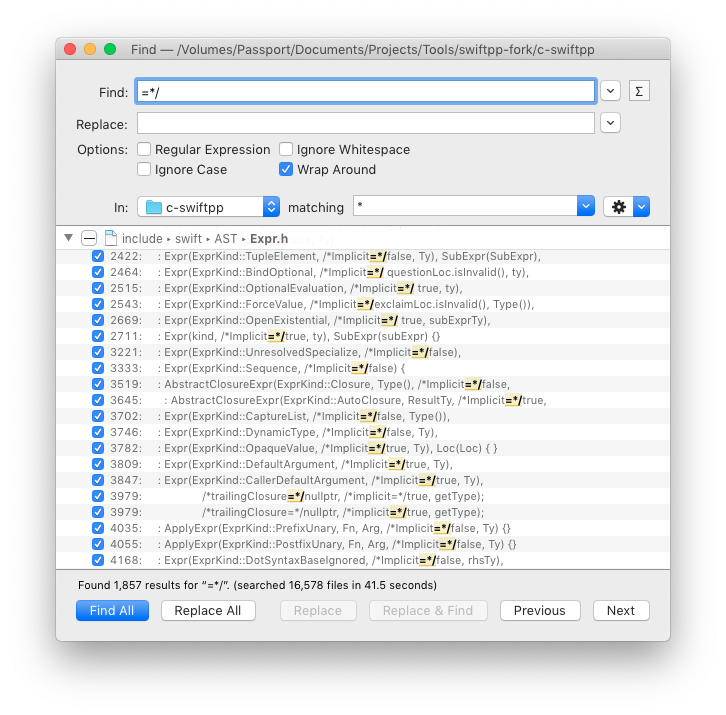 Find — /Volumes/Passport/Documents/Projects/Tools/swiftpp-fork/c-swiftpp
Find: =*/ Σ
Replace:
Options: Regular Expression Ignore Whitespace
Ignore Case Wrap Around
In: c-swiftpp matching *
include ▸ swift ▸ AST ▸ Expr.h
2422: : Expr(ExprKind::TupleElement, /*Implicit=*/false, Ty), SubExpr(SubExpr),
2464: : Expr(ExprKind::BindOptional, /*Implicit=*/ questionLoc.isInvalid(), ty),
2515: : Expr(ExprKind::OptionalEvaluation, /*Implicit=*/ true, ty),
2543: : Expr(ExprKind::ForceValue, /*Implicit=*/exclaimLoc.isInvalid(), Type()),
2669: : Expr(ExprKind::OpenExistential, /*Implicit=*/ true, subExprTy),
2711: : Expr(kind, /*Implicit=*/true, ty), SubExpr(subExpr) {}
3221: : Expr(ExprKind::UnresolvedSpecialize, /*Implicit=*/false),
3333: : Expr(ExprKind::Sequence, /*Implicit=*/false) {
3519: : AbstractClosureExpr(ExprKind::Closure, Type(), /*Implicit=*/false,
3645: : AbstractClosureExpr(ExprKind::AutoClosure, ResultTy, /*Implicit=*/true,
3702: : Expr(ExprKind::CaptureList, /*Implicit=*/false, Type()),
3746: : Expr(ExprKind::DynamicType, /*Implicit=*/false, Ty),
3782: : Expr(ExprKind::OpaqueValue, /*Implicit=*/true, Ty), Loc(Loc) { }
3809: : Expr(ExprKind::DefaultArgument, /*Implicit=*/true, Ty),
3847: : Expr(ExprKind::CallerDefaultArgument, /*Implicit=*/true, Ty),
3979: /*trailingClosure=*/nullptr, /*implicit=*/true, getType);
3979: /*trailingClosure=*/nullptr, /*implicit=*/true, getType);
4035: : ApplyExpr(ExprKind::PrefixUnary, Fn, Arg, /*Implicit=*/false, Ty) {}
4055: : ApplyExpr(ExprKind::PostfixUnary, Fn, Arg, /*Implicit=*/false, Ty) {}
4168: : Expr(ExprKind::DotSyntaxBaseIgnored, /*Implicit=*/false, rhsTy),
Found 1,857 results for “=*/”. (searched 16,578 files in 41.5 seconds)
Find All Replace All Replace Replace & Find Previous Next